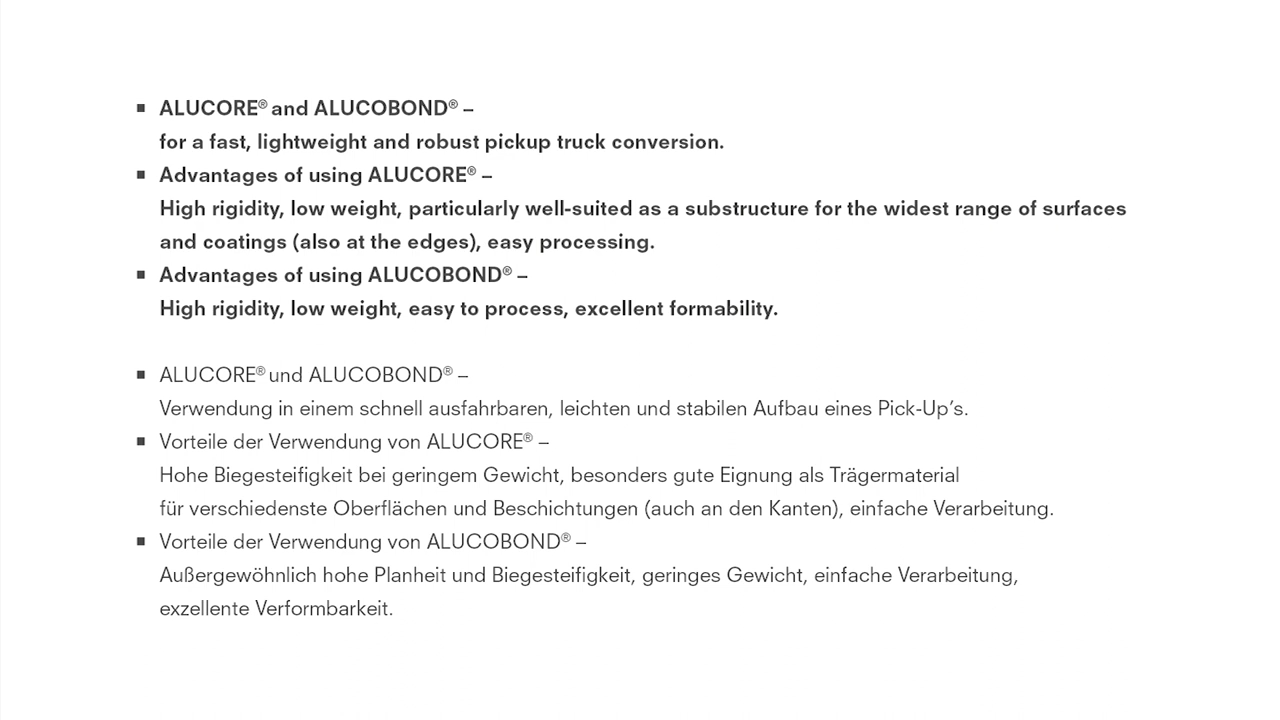 ▪ ALUCORE® and ALUCOBOND® –
for a fast, lightweight and robust pickup truck conversion.
▪ Advantages of using ALUCORE® –
High rigidity, low weight, particularly well-suited as a substructure for the widest range of surfaces
and coatings (also at the edges), easy processing.
▪ Advantages of using ALUCOBOND® –
High rigidity, low weight, easy to process, excellent formability.
▪ ALUCORE® und ALUCOBOND® –
Verwendung in einem schnell ausfahrbaren, leichten und stabilen Aufbau eines Pick-Up’s.
▪ Vorteile der Verwendung von ALUCORE® –
Hohe Biegesteifigkeit bei geringem Gewicht, besonders gute Eignung als Trägermaterial
für verschiedenste Oberflächen und Beschichtungen (auch an den Kanten), einfache Verarbeitung.
▪ Vorteile der Verwendung von ALUCOBOND® –
Außergewöhnlich hohe Planheit und Biegesteifigkeit, geringes Gewicht, einfache Verarbeitung,
exzellente Verformbarkeit.